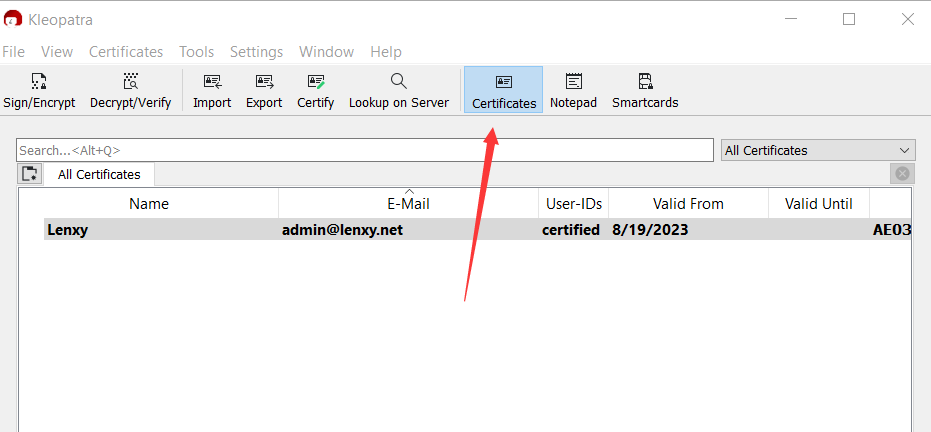 Kleopatra
File View Certificates Tools Settings Window Help
Sign/Encrypt Decrypt/Verify Import Export Certify Lookup on Server Certificates Notepad Smartcards
Search...<Alt+Q> All Certificates
All Certificates
Name E-Mail User-IDs Valid From Valid Until
Lenxy admin@lenxy.net certified 8/19/2023 AE03